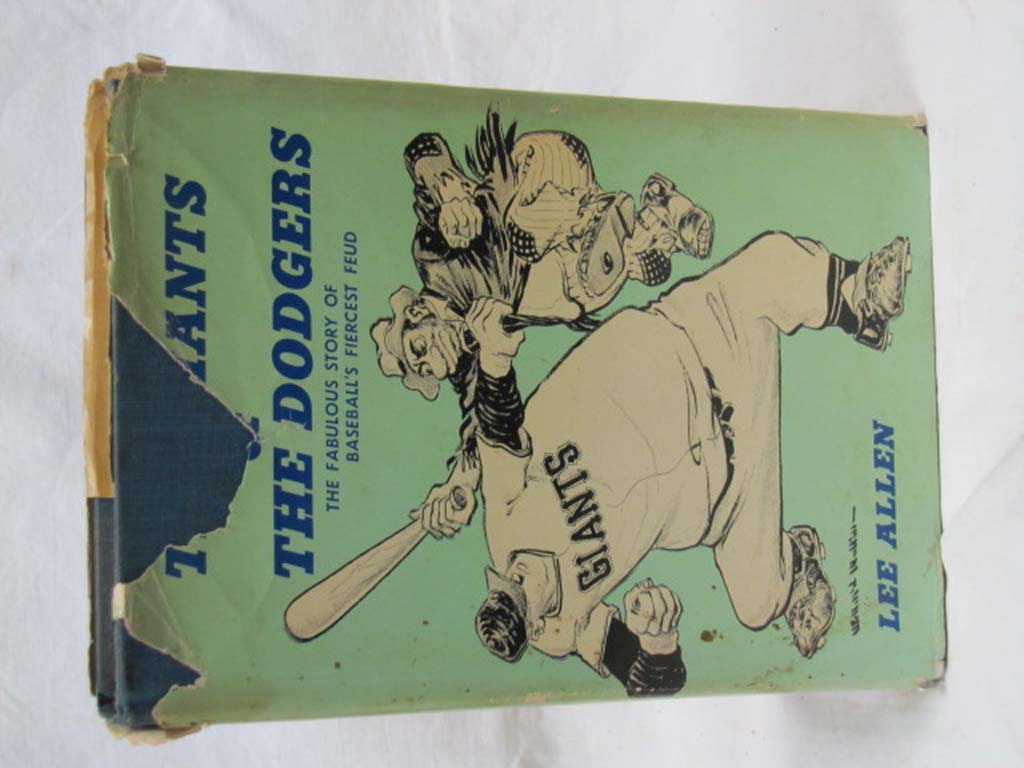 T ANTS
THE DODGERS
THE FABULOUS STORY OF
BASEBALL'S FIERCEST FEUD
GIANTS
LEE ALLEN